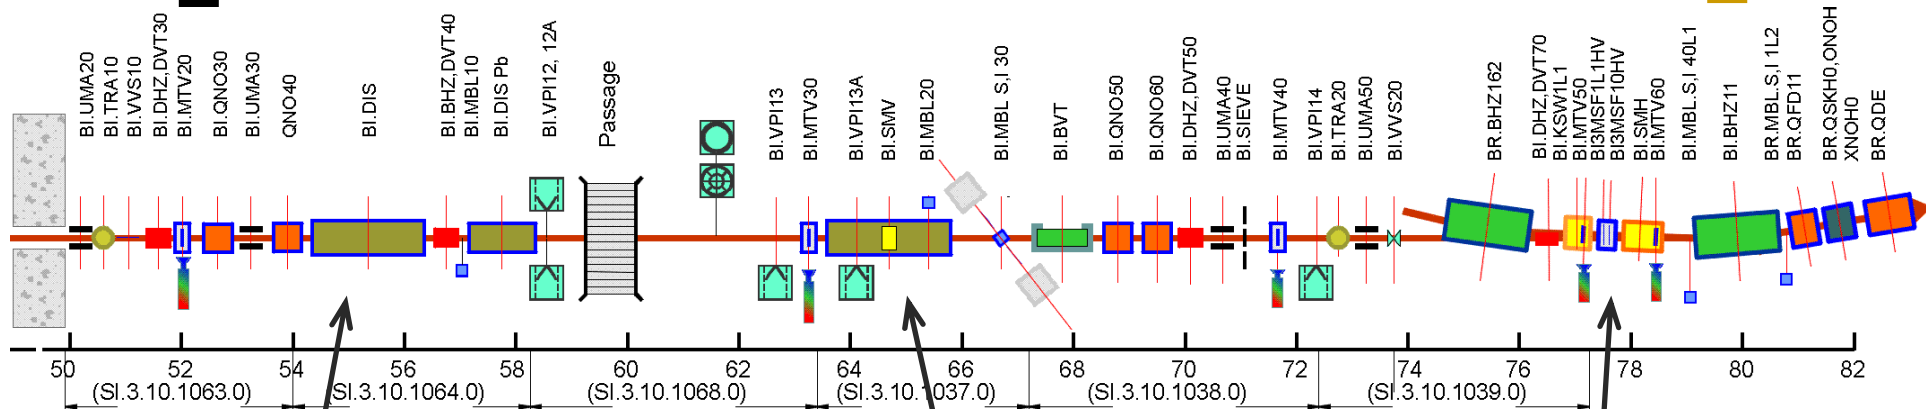 BI.UMA20
BI.TRA10
BI.VVS10
BI.DHZ,DVT30
BI.MTV20
BI.QNO30
BI.UMA30
QNO40
BI.DIS
BI.BHZ,DVT40
BI.MBL10
BI.DIS Pb
BI.VPI12, 12A
Passage
BI.VPI13
BI.MTV30
BI.VPI13A
BI.SMV
BI.MBL20
BI.MBL S,I 30
BI.BVT
BI.QNO50
BI.QNO60
BI.DHZ,DVT50
BI.UMA40
BI.SIEVE
BI.MTV40
BI.VPI14
BI.TRA20
BI.UMA50
BI.VVS20
BR.BHZ162
BI.DHZ,DVT70
BI.KSW1L1
BI.MTV50
BI3MSF1L1HV
BI3MSF10HV
BI.SMH
BI.MTV60
BI.MBL.S,I 40L1
BI.BHZ11
BR.MBL.S,I 1L2
BR.QFD11
BR.QSKH0,ONOH
XNOH0
BR.QDE
50 52 54 56 58 60 62 64 66 68 70 72 74 76 78 80 82
(SI.3.10.1063.0) (SI.3.10.1064.0) (SI.3.10.1068.0) (SI.3.10.1037.0) (SI.3.10.1038.0) (SI.3.10.1039.0)